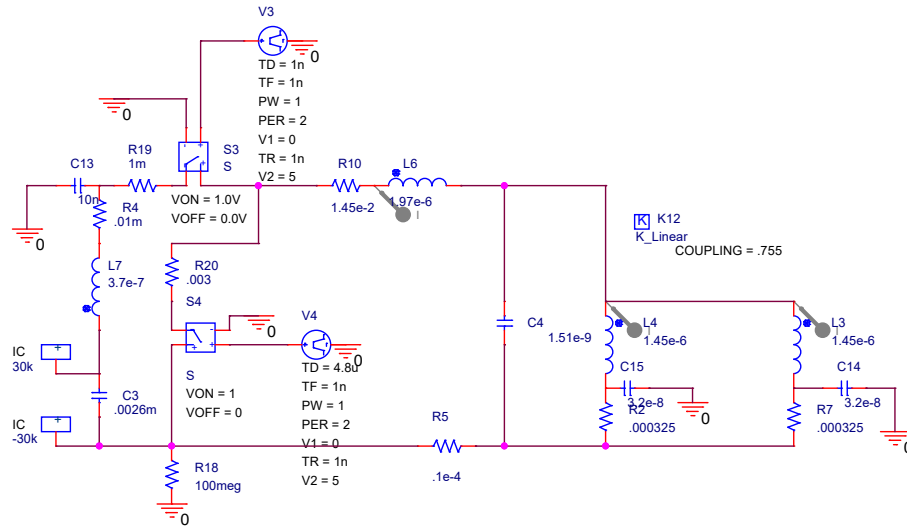 V3
0
TD = 1n
TF = 1n
PW = 1
PER = 2
V1 = 0
TR = 1n
V2 = 5
0
S3
S
VON = 1.0V
VOFF = 0.0V
C13
10n
R19
1m
0
R4
.01m
L7
3.7e-7
R10
1.45e-2
L6
1.97e-6
I
K K12
K_Linear
COUPLING = .755
R20
.003
S4
0
S
VON = 1
VOFF = 0
V4
0
TD = 4.8u
TF = 1n
PW = 1
PER = 2
V1 = 0
TR = 1n
V2 = 5
IC
30k
C3
.0026m
IC
-30k
R18
100meg
0
R5
.1e-4
C4
1.51e-9
L4
I
1.45e-6
C15
3.2e-8
0
R2
.000325
L3
I
1.45e-6
C14
3.2e-8
0
R7
.000325